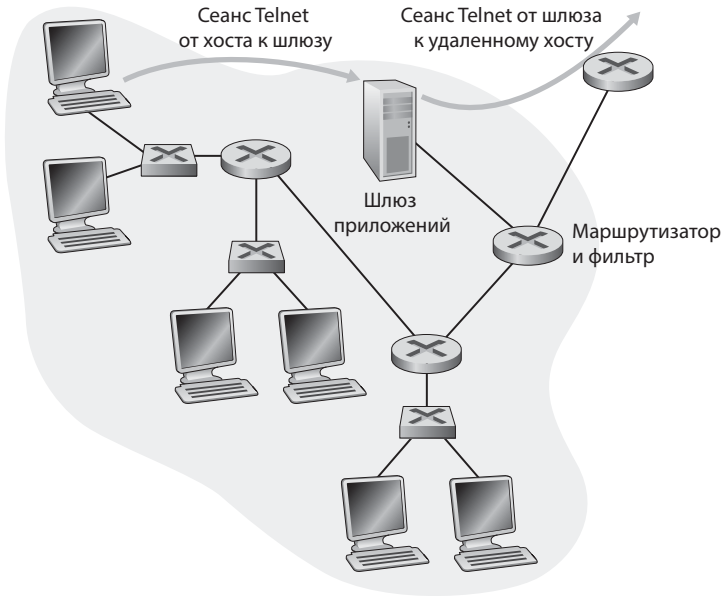 Сеанс Telnet
от хоста к шлюзу
Сеанс Telnet от шлюза
к удаленному хосту
Шлюз
приложений
Маршрутизатор
и фильтр